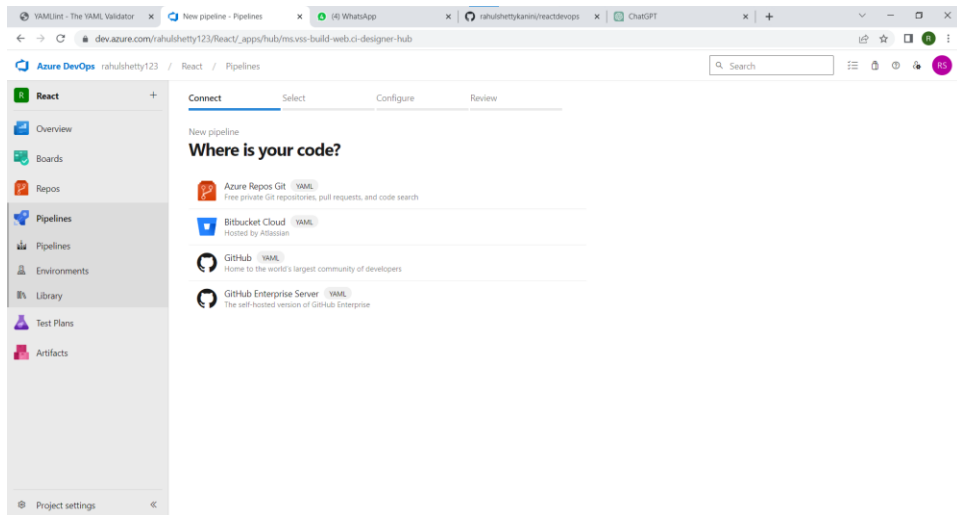 YAMLlint - The YAML Validator
New pipeline - Pipelines
(4) WhatsApp
rahulshettykanini/reactdevops
ChatGPT
dev.azure.com/rahulshetty123/React/_apps/hub/ms.vss-build-web.ci-designer-hub
R
Azure DevOps rahulshetty123 / React / Pipelines
Search
RS
R React +
Overview
Boards
Repos
Pipelines
Pipelines
Environments
Library
Test Plans
Artifacts
Project settings
Connect Select Configure Review
New pipeline
Where is your code?
Azure Repos Git YAML
Free private Git repositories, pull requests, and code search
Bitbucket Cloud YAML
Hosted by Atlassian
GitHub YAML
Home to the world's largest community of developers
GitHub Enterprise Server YAML
The self-hosted version of GitHub Enterprise